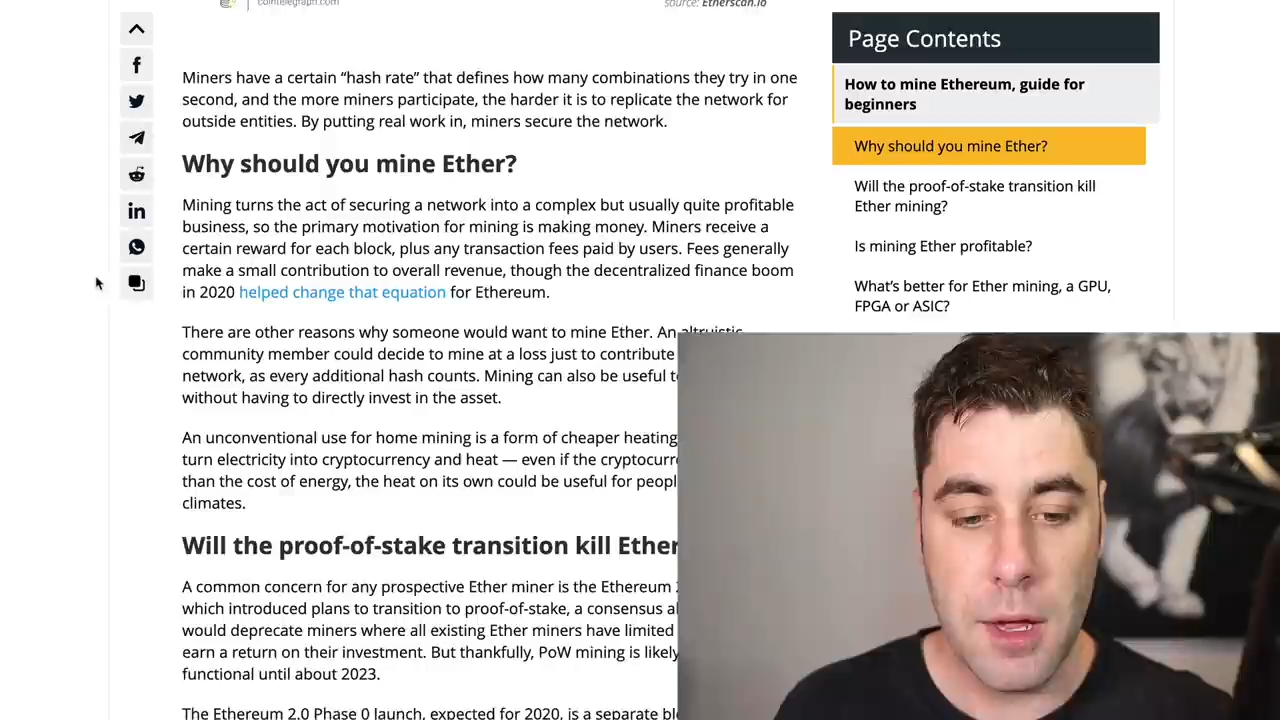 cointelegraph.com
source: Etherscan.io
Miners have a certain “hash rate” that defines how many combinations they try in one
second, and the more miners participate, the harder it is to replicate the network for
outside entities. By putting real work in, miners secure the network.
Why should you mine Ether?
Mining turns the act of securing a network into a complex but usually quite profitable
business, so the primary motivation for mining is making money. Miners receive a
certain reward for each block, plus any transaction fees paid by users. Fees generally
make a small contribution to overall revenue, though the decentralized finance boom
in 2020 helped change that equation for Ethereum.
There are other reasons why someone would want to mine Ether. An altruistic
community member could decide to mine at a loss just to contribute
network, as every additional hash counts. Mining can also be useful
without having to directly invest in the asset.
An unconventional use for home mining is a form of cheaper heating
turn electricity into cryptocurrency and heat — even if the
than the cost of energy, the heat on its own could be useful for
climates.
Will the proof-of-stake transition kill Ether
A common concern for any prospective Ether miner is the Ethereum
which introduced plans to transition to proof-of-stake, a consensus
would deprecate miners where all existing Ether miners have limited
earn a return on their investment. But thankfully, PoW mining is likely
functional until about 2023.
The Ethereum 2.0 Phase 0 launch, expected for 2020, is a separate
Page Contents
How to mine Ethereum, guide for
beginners
Why should you mine Ether?
Will the proof-of-stake transition kill
Ether mining?
Is mining Ether profitable?
What’s better for Ether mining, a GPU,
FPGA or ASIC?